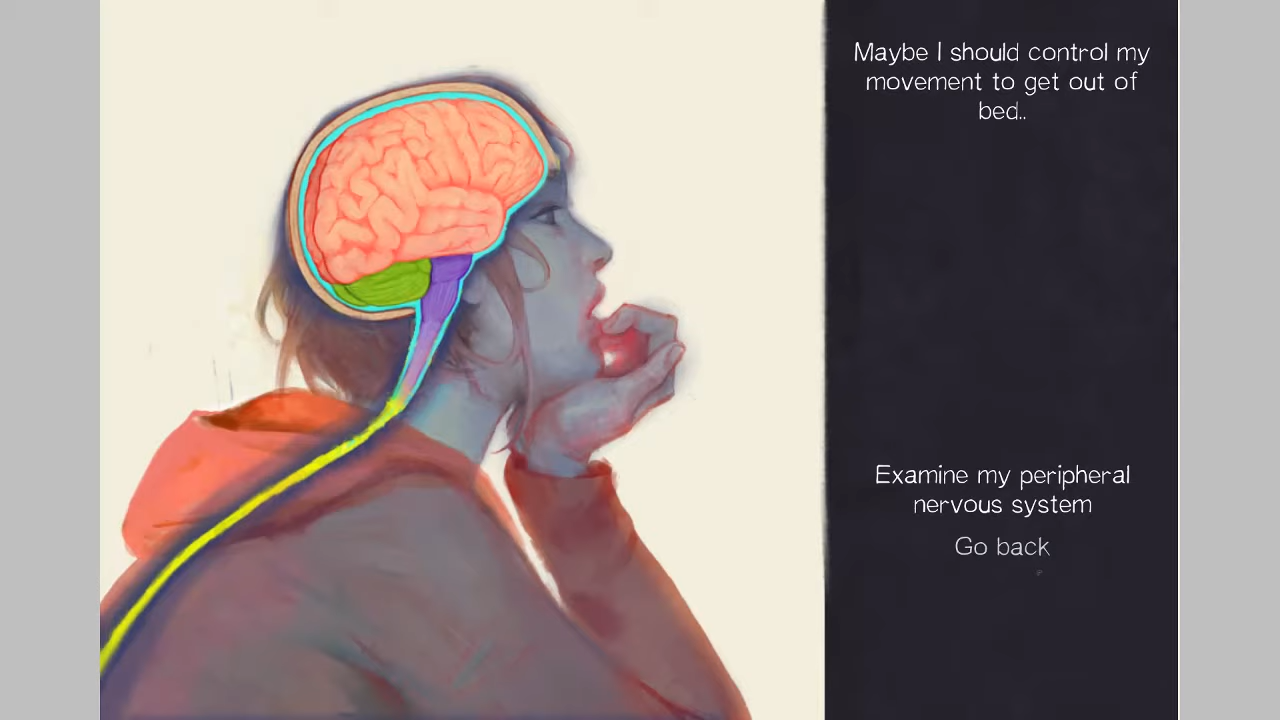 Maybe I should control my
movement to get out of
bed..
Examine my peripheral
nervous system
Go back